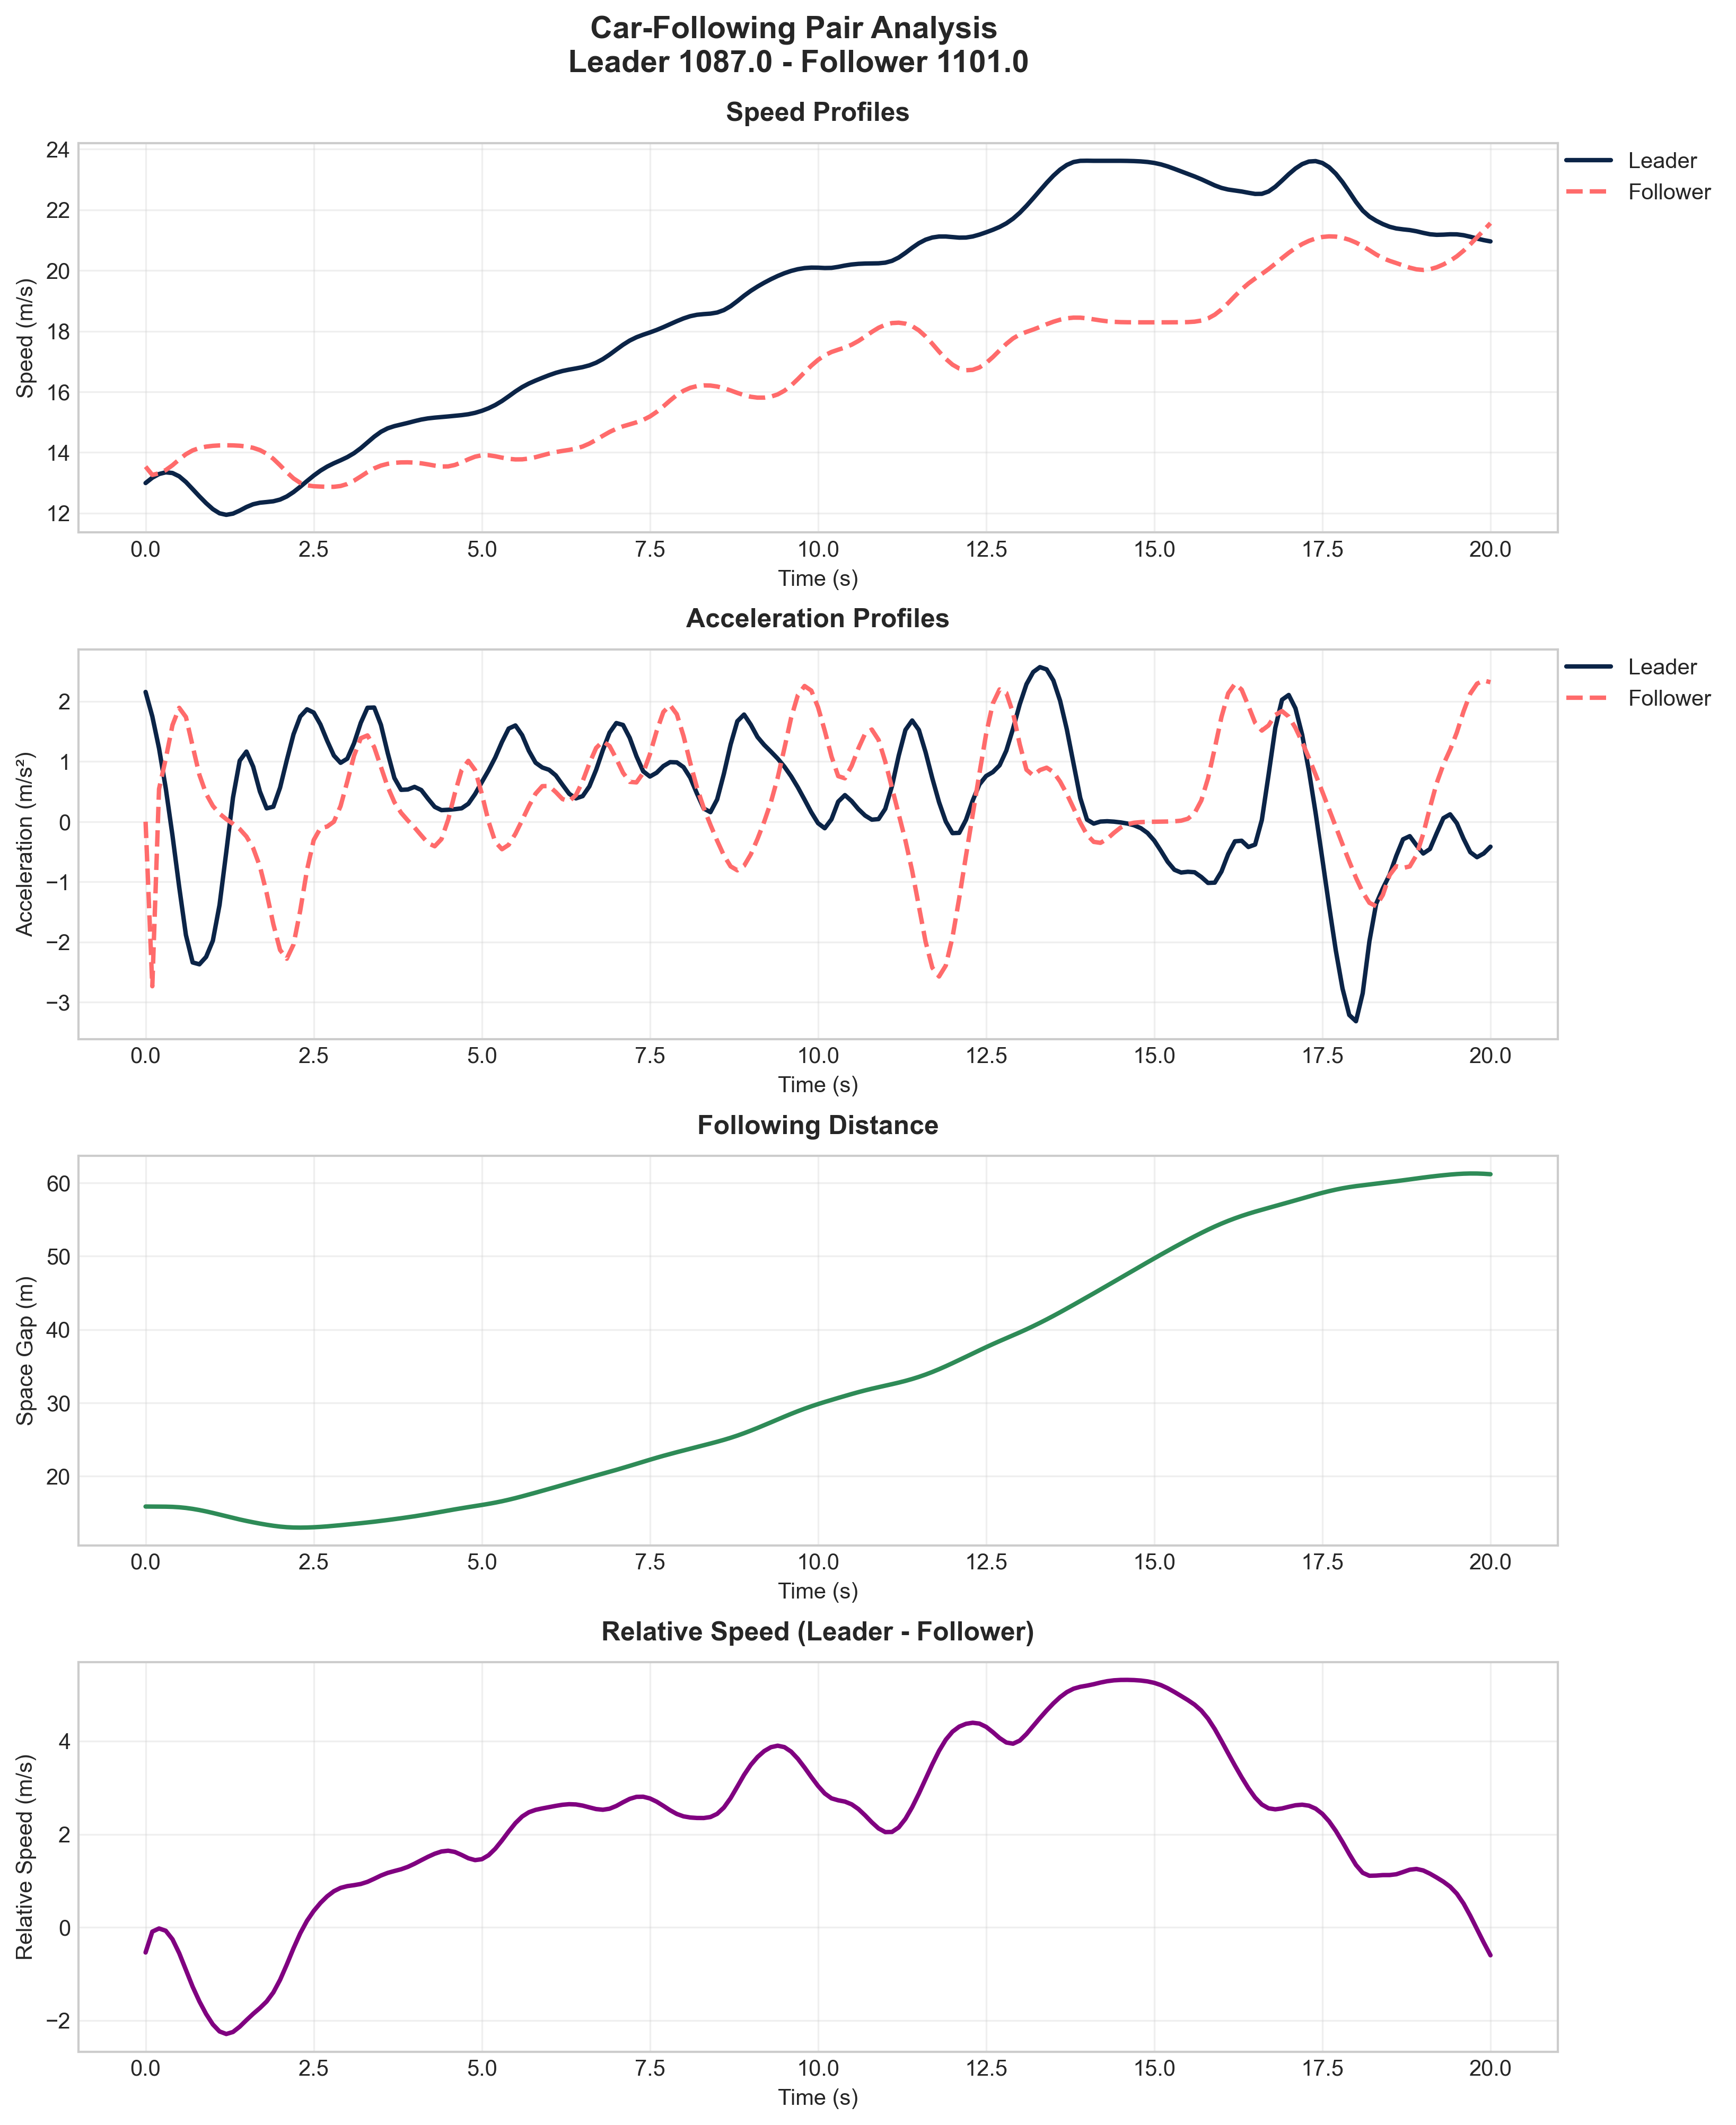 Car-Following Pair Analysis
Leader 1087.0 - Follower 1101.0
Speed Profiles
24
22
20
18
16
14
12
Speed (m/s)
0.0 2.5 5.0 7.5 10.0 12.5 15.0 17.5 20.0
Time (s)
Leader
Follower
Acceleration Profiles
2
1
0
−1
−2
−3
Acceleration (m/s²)
0.0 2.5 5.0 7.5 10.0 12.5 15.0 17.5 20.0
Time (s)
Leader
Follower
Following Distance
60
50
40
30
20
Space Gap (m)
0.0 2.5 5.0 7.5 10.0 12.5 15.0 17.5 20.0
Time (s)
Relative Speed (Leader - Follower)
4
2
0
−2
Relative Speed (m/s)
0.0 2.5 5.0 7.5 10.0 12.5 15.0 17.5 20.0
Time (s)